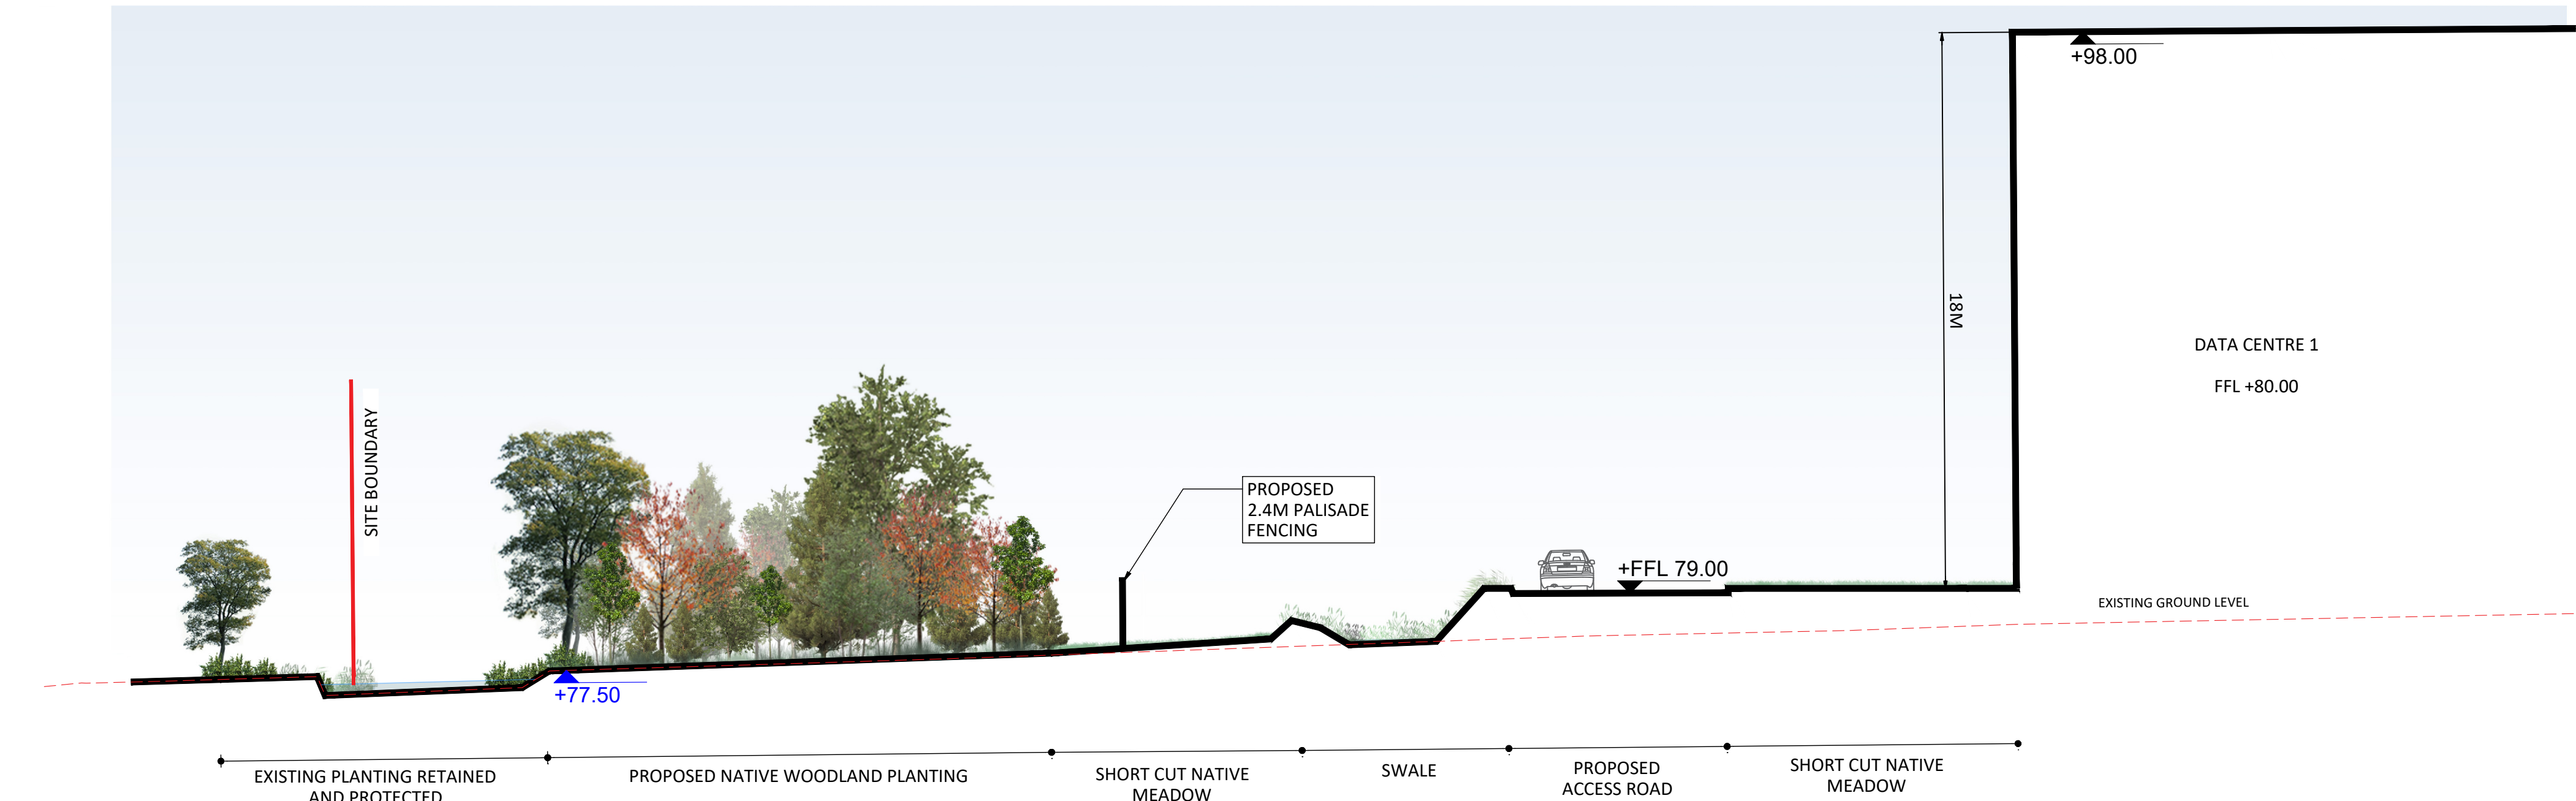 +98.00
18M
DATA CENTRE 1
FFL +80.00
SITE BOUNDARY
PROPOSED
2.4M PALISADE
FENCING
+FFL 79.00
EXISTING GROUND LEVEL
+77.50
EXISTING PLANTING RETAINED
AND PROTECTED
PROPOSED NATIVE WOODLAND PLANTING
SHORT CUT NATIVE
MEADOW
SWALE
PROPOSED
ACCESS ROAD
SHORT CUT NATIVE
MEADOW